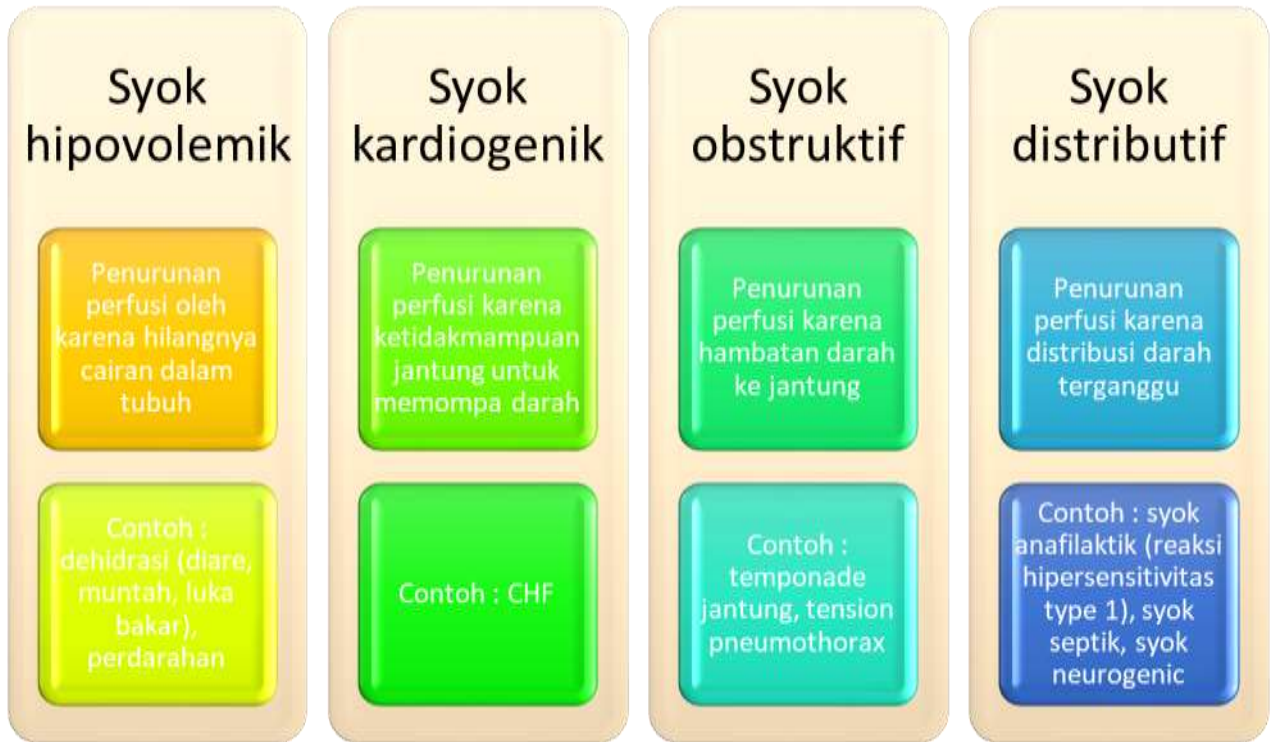 Syok
hipovolemik
Penurunan
perfusi oleh
karena hilangnya
cairan dalam
tubuh
Contoh :
dehidrasi (diare,
muntah, luka
bakar),
perdarahan
Syok
kardiogenik
Penurunan
perfusi karena
ketidakmampuan
jantung untuk
memompa darah
Contoh : CHF
Syok
obstruktif
Penurunan
perfusi karena
hambatan darah
ke jantung
Contoh :
temponade
jantung, tension
pneumothorax
Syok
distributif
Penurunan
perfusi karena
distribusi darah
terganggu
Contoh : syok
anafilaktik (reaksi
hipersensitivitas
type 1), syok
septik, syok
neurogenic